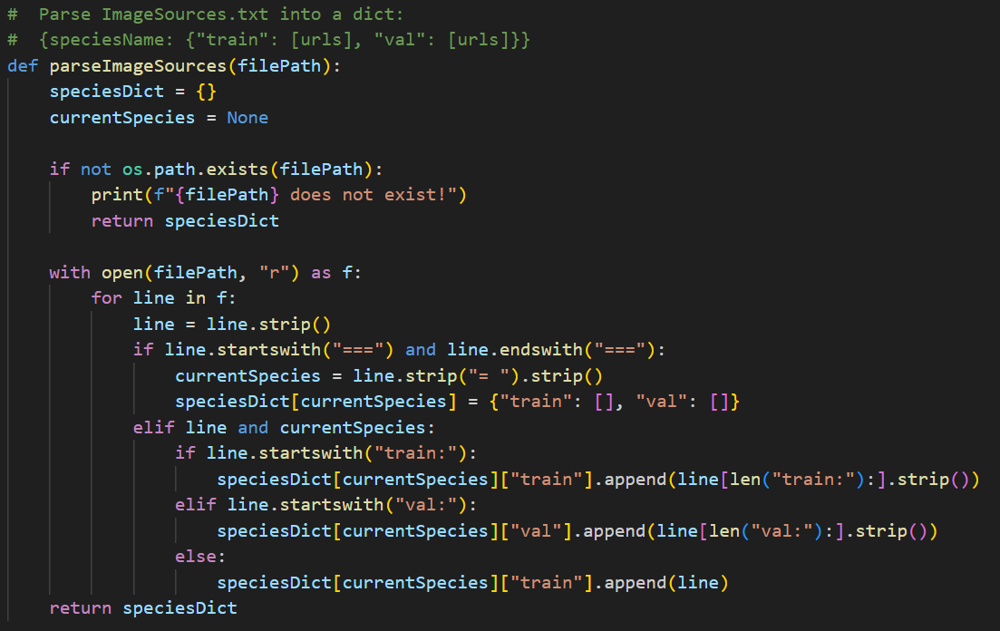 #  Parse ImageSources.txt into a dict:
#  {speciesName: {"train": [urls], "val": [urls]}}
def parseImageSources(filePath):
    speciesDict = {}
    currentSpecies = None

    if not os.path.exists(filePath):
        print(f"{filePath} does not exist!")
        return speciesDict

    with open(filePath, "r") as f:
        for line in f:
            line = line.strip()
            if line.startswith("===") and line.endswith("==="):
                currentSpecies = line.strip("= ").strip()
                speciesDict[currentSpecies] = {"train": [], "val": []}
            elif line and currentSpecies:
                if line.startswith("train:"):
                    speciesDict[currentSpecies]["train"].append(line[len("train:"):].strip())
                elif line.startswith("val:"):
                    speciesDict[currentSpecies]["val"].append(line[len("val:"):].strip())
                else:
                    speciesDict[currentSpecies]["train"].append(line)
    return speciesDict